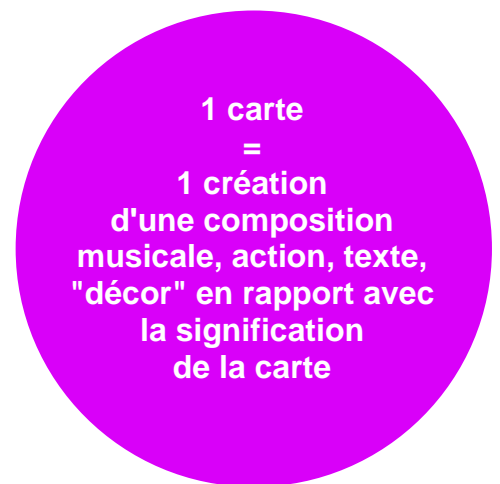 1 carte
=
1 création
d'une composition
musicale, action, texte,
"décor" en rapport avec
la signification
de la carte